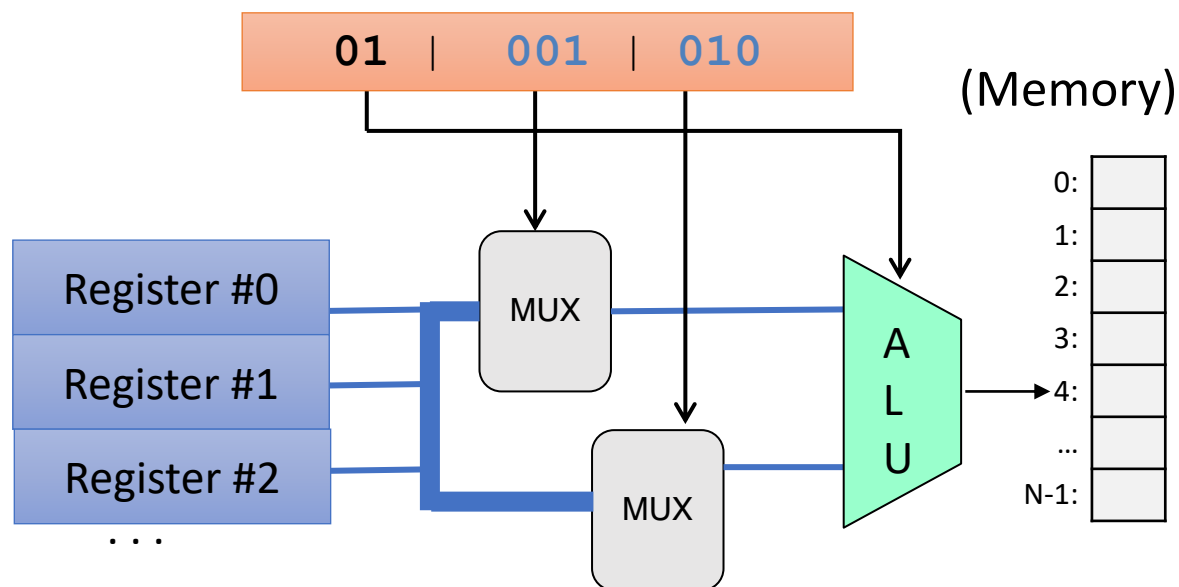 01 | 001 | 010
(Memory)
0:
1:
2:
3:
4:
...
N-1:
Register #0
Register #1
Register #2
. . .
MUX
MUX
A
L
U